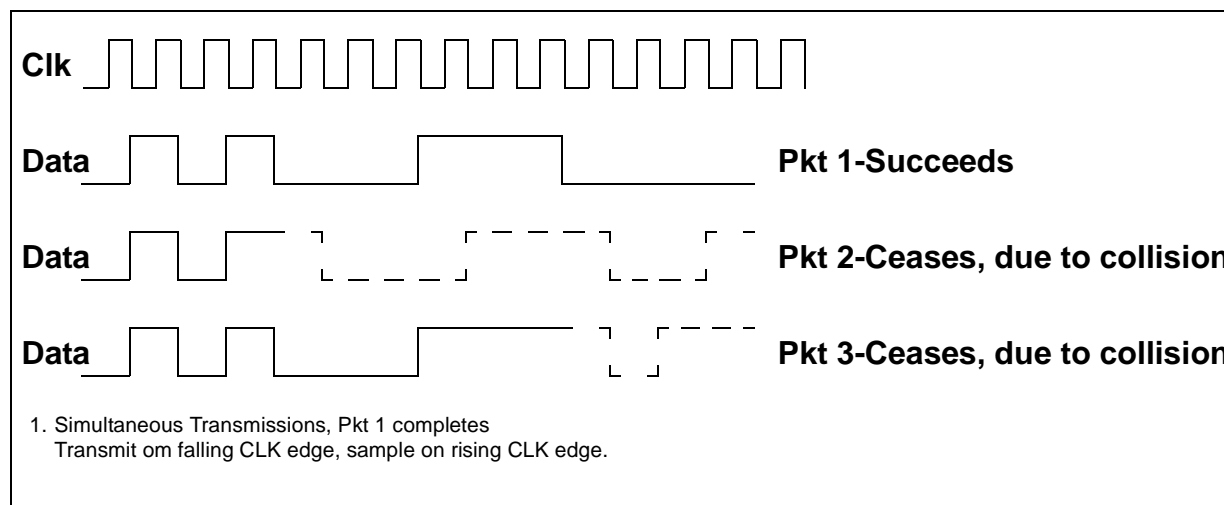 Clk
Data
Pkt 1-Succeeds
Data
Pkt 2-Ceases, due to collision
Data
Pkt 3-Ceases, due to collision
1. Simultaneous Transmissions, Pkt 1 completes
Transmit om falling CLK edge, sample on rising CLK edge.